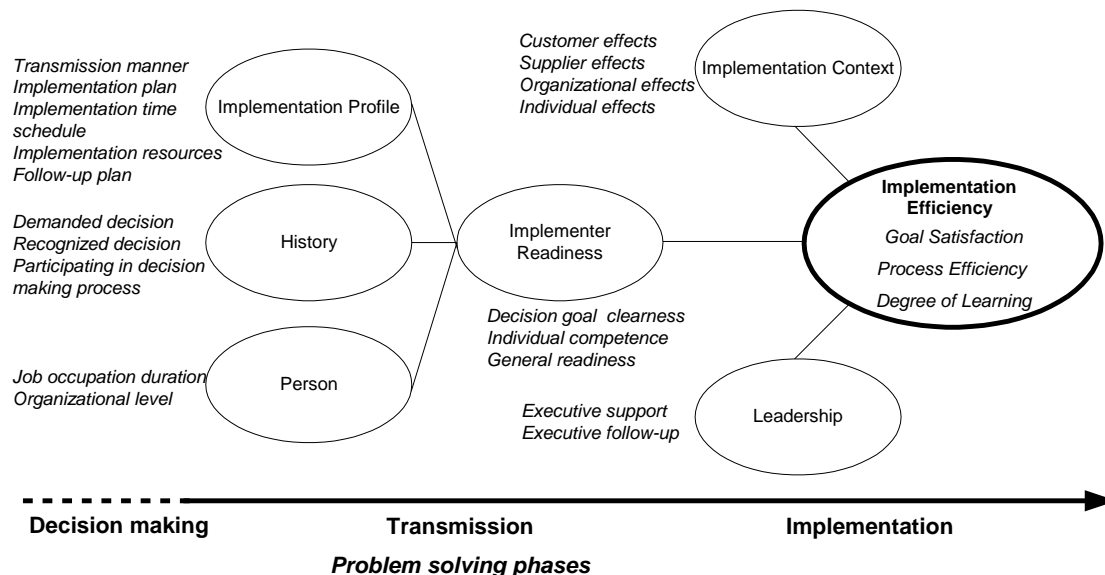 Transmission manner
Implementation plan
Implementation time
schedule
Implementation resources
Follow-up plan
Implementation Profile
Customer effects
Supplier effects
Organizational effects
Individual effects
Implementation Context
Demanded decision
Recognized decision
Participating in decision
making process
History
Implementer
Readiness
Implementation
Efficiency
Goal Satisfaction
Process Efficiency
Degree of Learning
Decision goal  clearness
Individual competence
General readiness
Job occupation duration
Organizational level
Person
Executive support
Executive follow-up
Leadership
Decision making
Transmission
Implementation
Problem solving phases